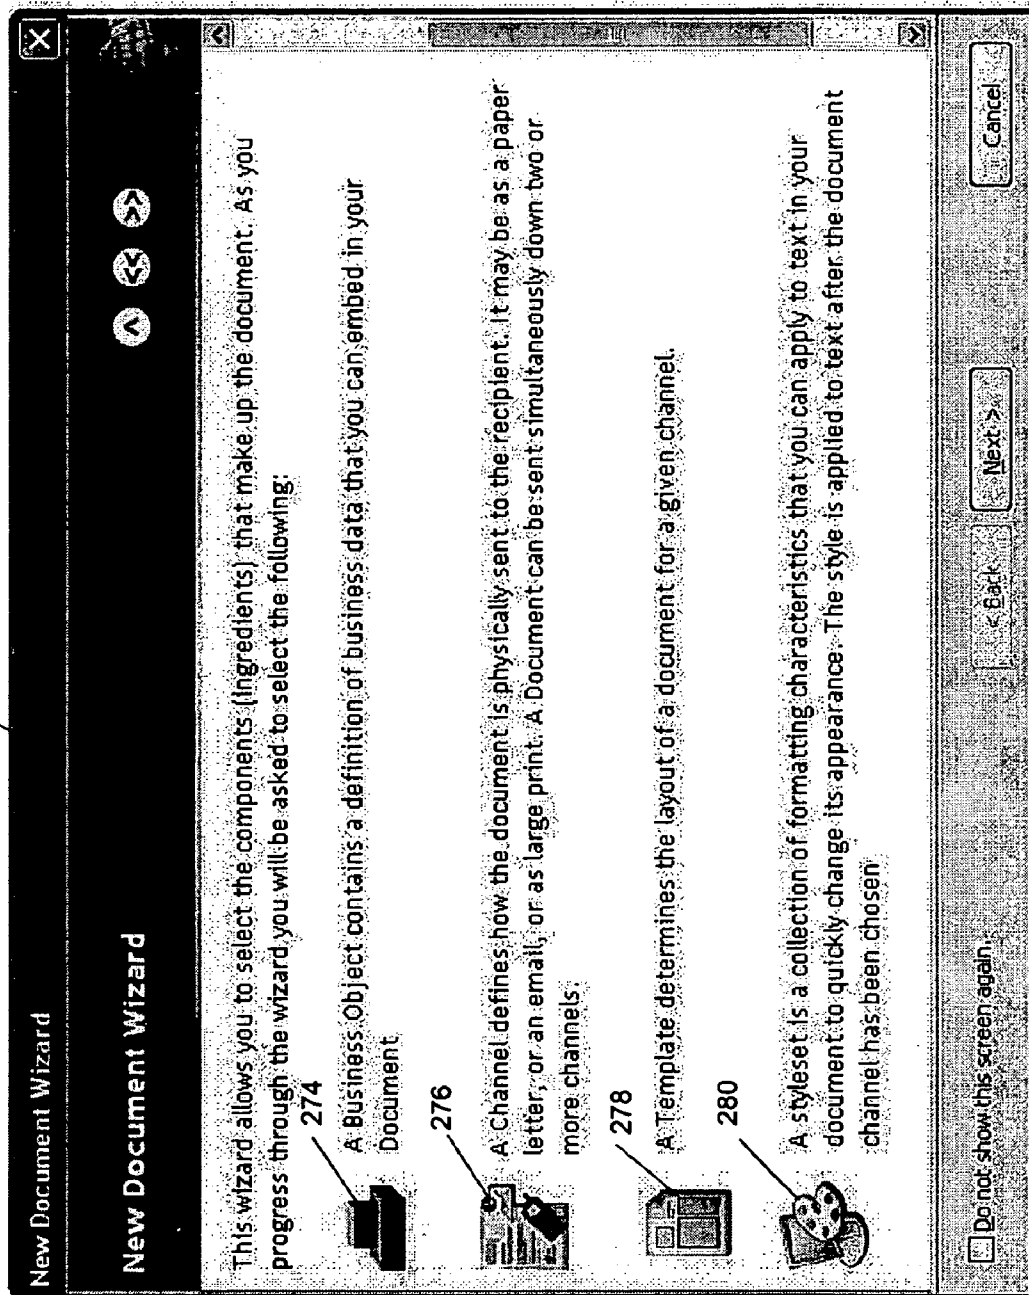 New Document Wizard
X
New Document Wizard
^ << >>
This wizard allows you to select the components (ingredients) that make up the document. As you
progress through the wizard you will be asked to select the following:
274
A Business Object contains a definition of business data that you can embed in your
Document
276
A Channel defines how the document is physically sent to the recipient. It may be as a paper
letter, or an email, or as large print. A Document can be sent simultaneously down two or
more channels.
278
A Template determines the layout of a document for a given channel.
280
A styleset is a collection of formatting characteristics that you can apply to text in your
document to quickly change its appearance. The style is applied to text after the document
channel has been chosen
Do not show this screen again.
< Back
Next >
Cancel